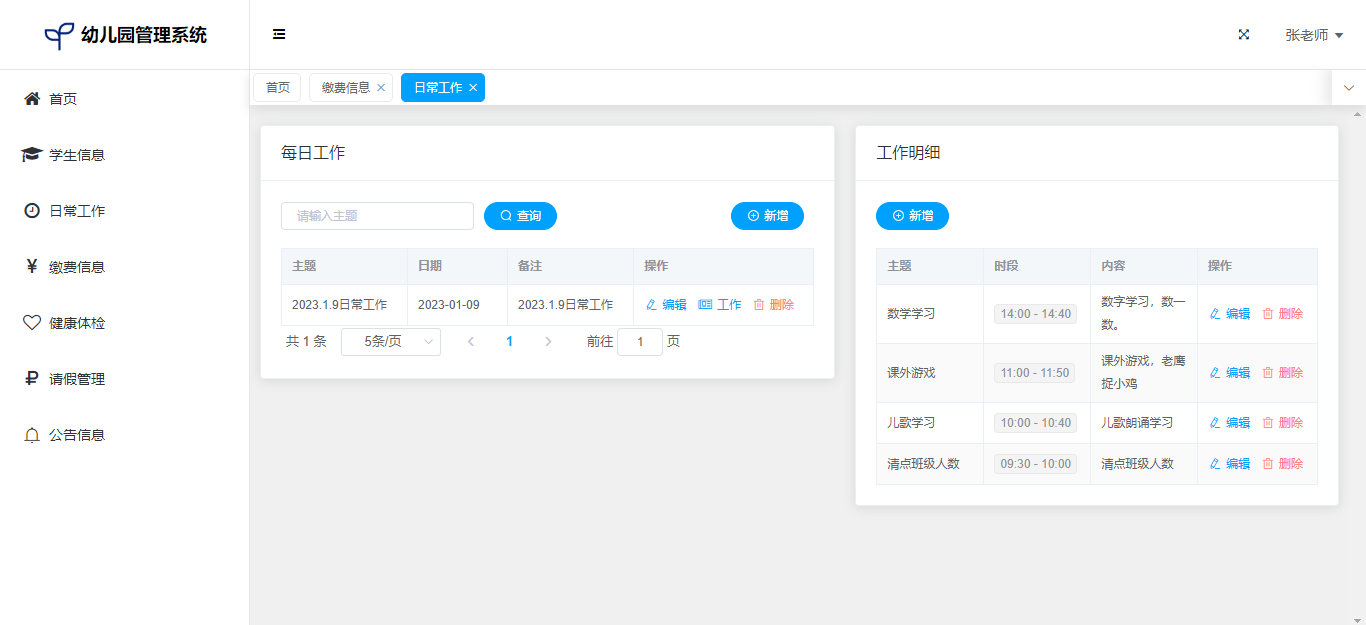 幼儿园管理系统
张老师
首页
学生信息
日常工作
缴费信息
健康体检
请假管理
公告信息
首页 缴费信息 日常工作
每日工作
请输入主题 查询 新增
主题 日期 备注 操作
2023.1.9日常工作 2023-01-09 2023.1.9日常工作 编辑 工作 删除
共 1 条 5条/页 1 前往 1 页
工作明细
新增
主题 时段 内容 操作
数学学习 14:00 - 14:40 数字学习，数一
数。 编辑 删除
课外游戏 11:00 - 11:50 课外游戏，老鹰
捉小鸡 编辑 删除
儿歌学习 10:00 - 10:40 儿歌朗诵学习 编辑 删除
清点班级人数 09:30 - 10:00 清点班级人数 编辑 删除